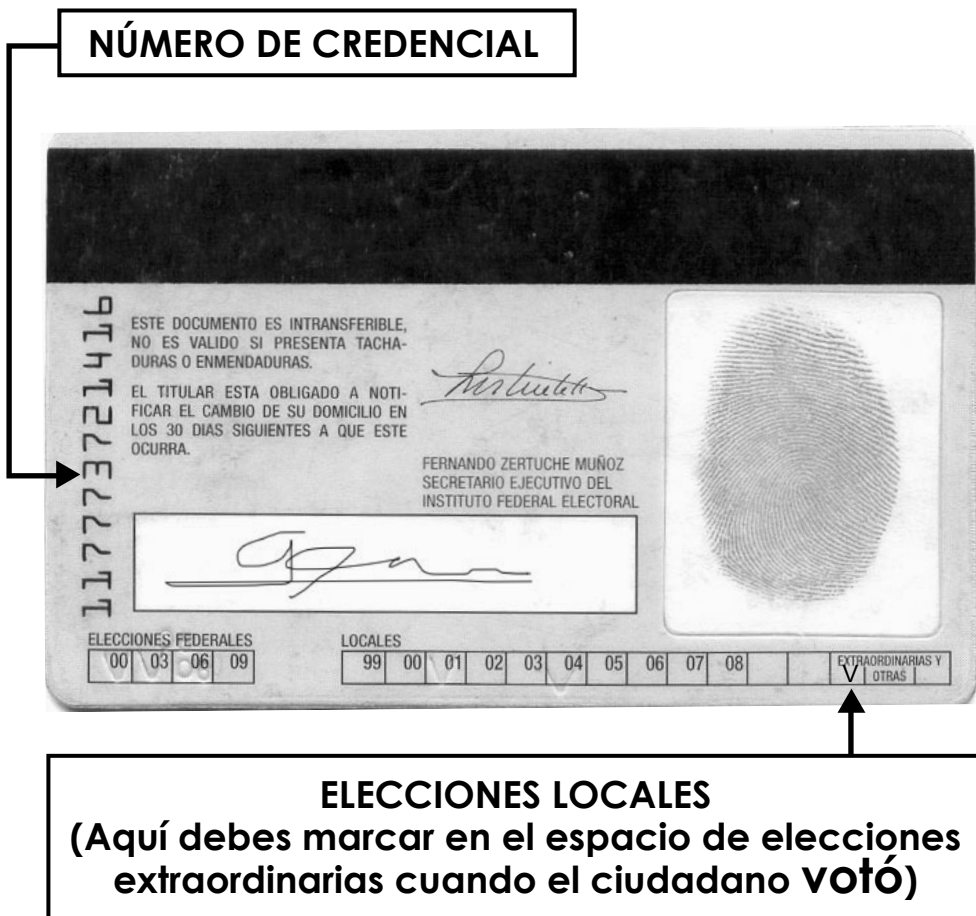 NÚMERO DE CREDENCIAL
117773721416
ESTE DOCUMENTO ES INTRANSFERIBLE,
NO ES VALIDO SI PRESENTA TACHA-
DURAS O ENMENDADURAS.
EL TITULAR ESTA OBLIGADO A NOTI-
FICAR EL CAMBIO DE SU DOMICILIO EN
LOS 30 DIAS SIGUIENTES A QUE ESTE
OCURRA.
FERNANDO ZERTUCHE MUÑOZ
SECRETARIO EJECUTIVO DEL
INSTITUTO FEDERAL ELECTORAL
ELECCIONES FEDERALES
00 03 06 09
LOCALES
99 00 01 02 03 04 05 06 07 08
EXTRAORDINARIAS Y
V OTRAS
ELECCIONES LOCALES
(Aquí debes marcar en el espacio de elecciones
extraordinarias cuando el ciudadano votó)